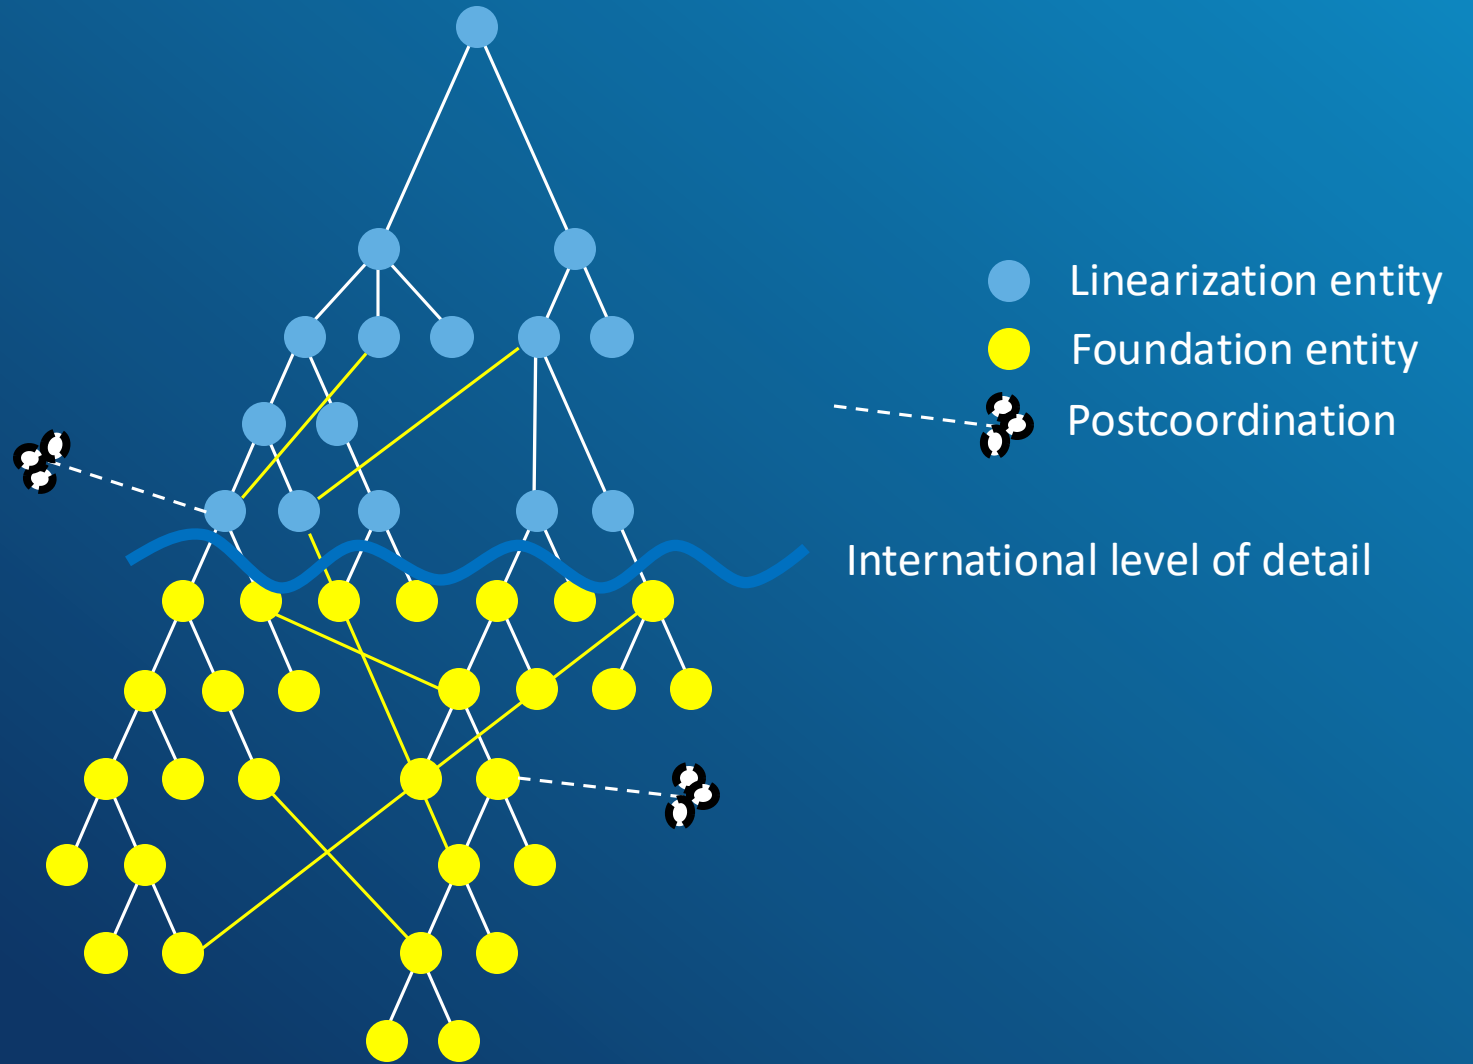 Linearization entity
Foundation entity
Postcoordination
International level of detail